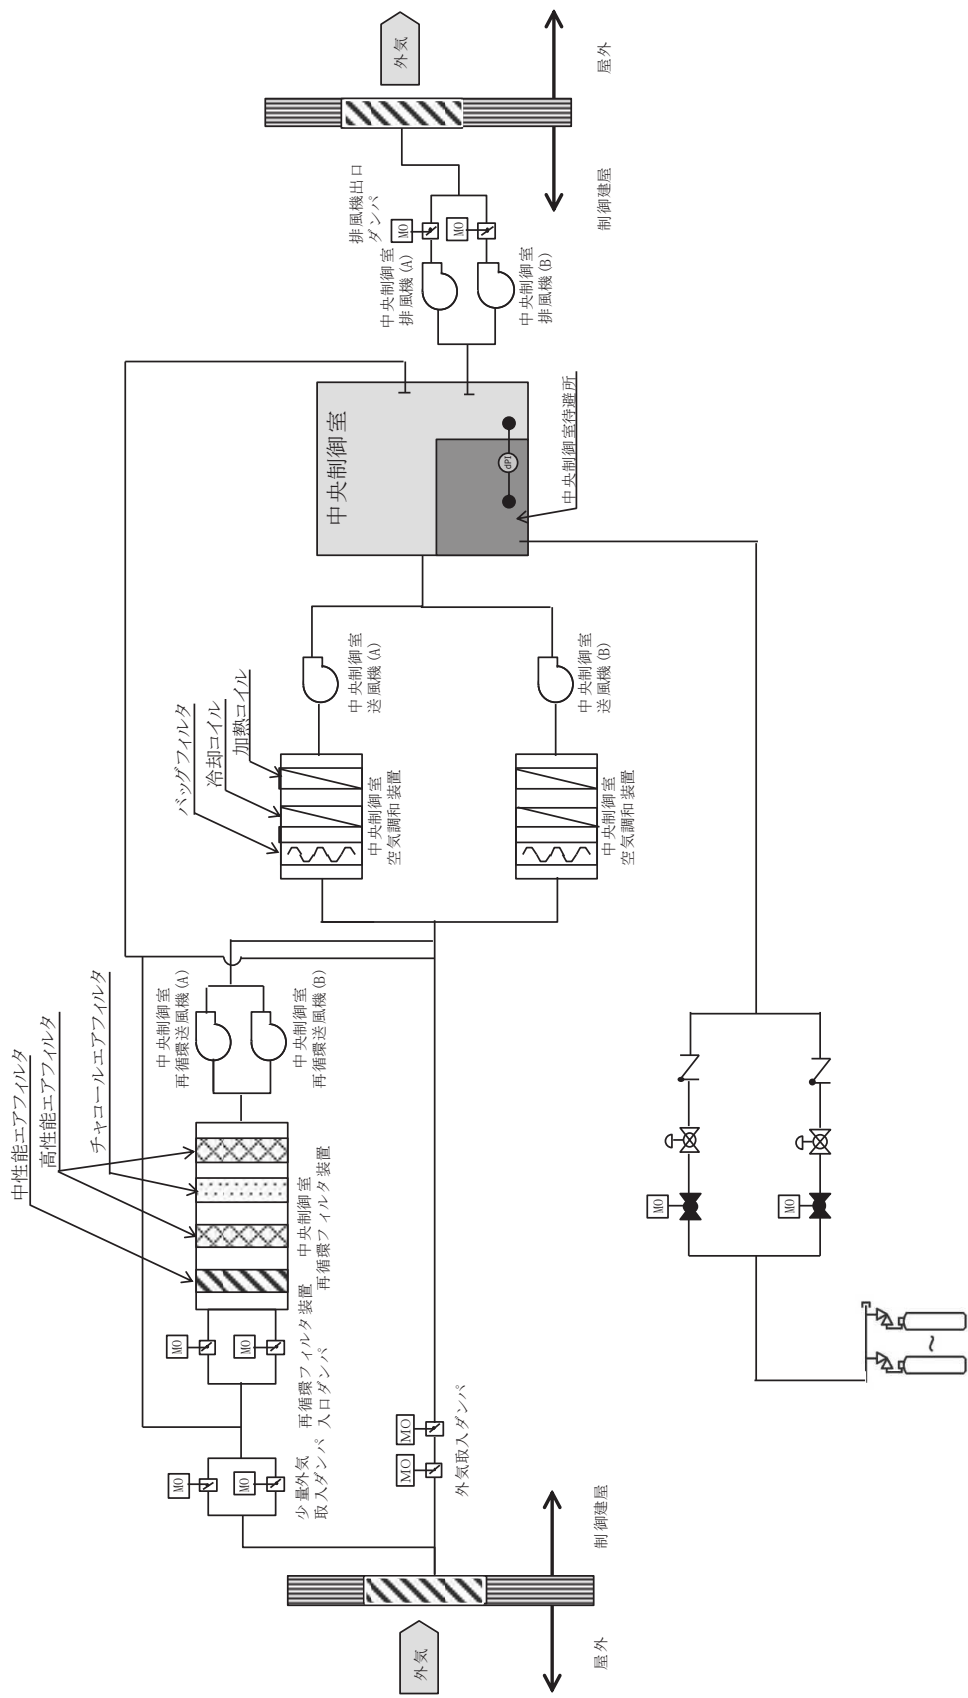 中性能エアフィルタ
高性能エアフィルタ
チャコールエアフィルタ
バッグフィルタ
冷却コイル
加熱コイル
MO
MO
少量外気
取入ダンパ
MO
MO
再循環フィルタ装置
入口ダンパ
中央制御室
再循環フィルタ装置
中央制御室
再循環送風機(A)
中央制御室
再循環送風機(B)
中央制御室
空気調和装置
中央制御室
送風機(A)
中央制御室
空気調和装置
中央制御室
送風機(B)
中央制御室
dPI
中央制御室待避所
中央制御室
排風機(A)
中央制御室
排風機(B)
排風機出口
ダンパ
MO
MO
外気
屋外
制御建屋
MO
MO
外気取入ダンパ
外気
屋外
制御建屋
MO
MO
~